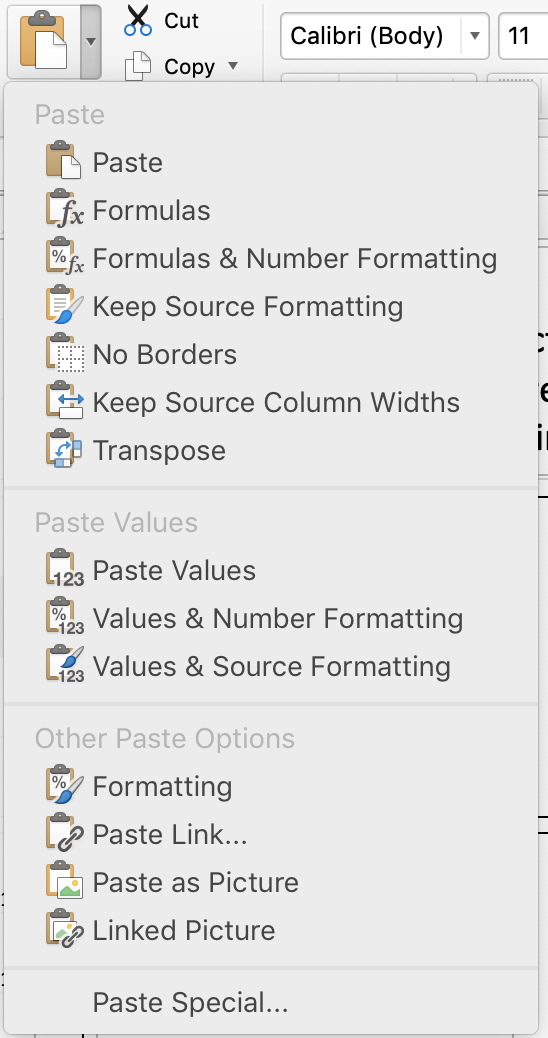 Cut
Calibri (Body)
11
Copy
Paste
Paste
Formulas
Formulas & Number Formatting
Keep Source Formatting
No Borders
Keep Source Column Widths
Transpose
Paste Values
Paste Values
Values & Number Formatting
Values & Source Formatting
Other Paste Options
Formatting
Paste Link...
Paste as Picture
Linked Picture
Paste Special...